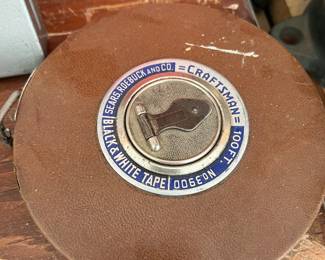 SEARS, ROEBUCK AND CO.
=CRAFTSMAN=
100 FT.
NO. 3900
BLACK & WHITE TAPE